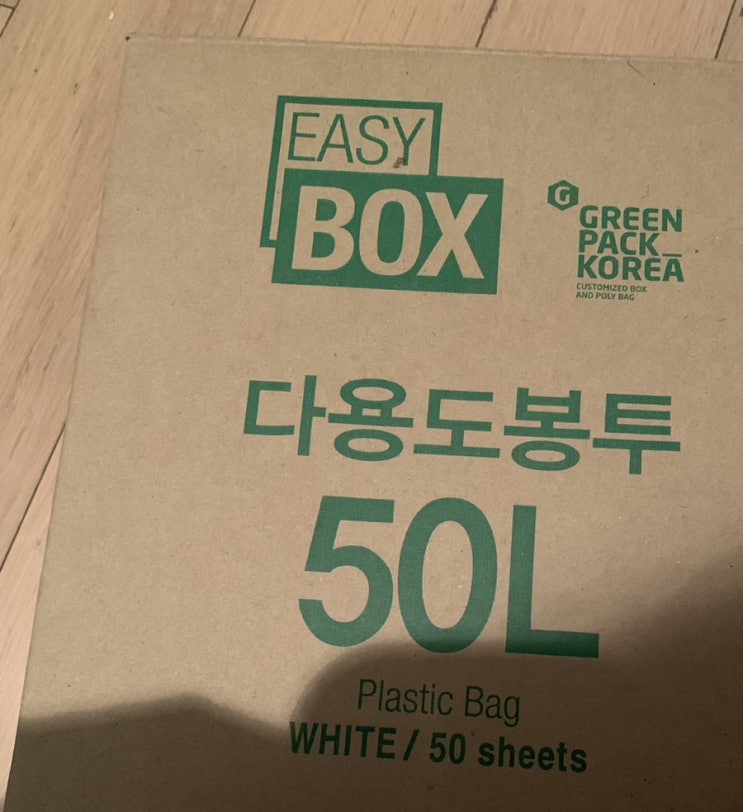 EASY
BOX
G
GREEN
PACK_
KOREA
CUSTOMIZED BOX
AND POLY BAG
다용도봉투
50L
Plastic Bag
WHITE / 50 sheets